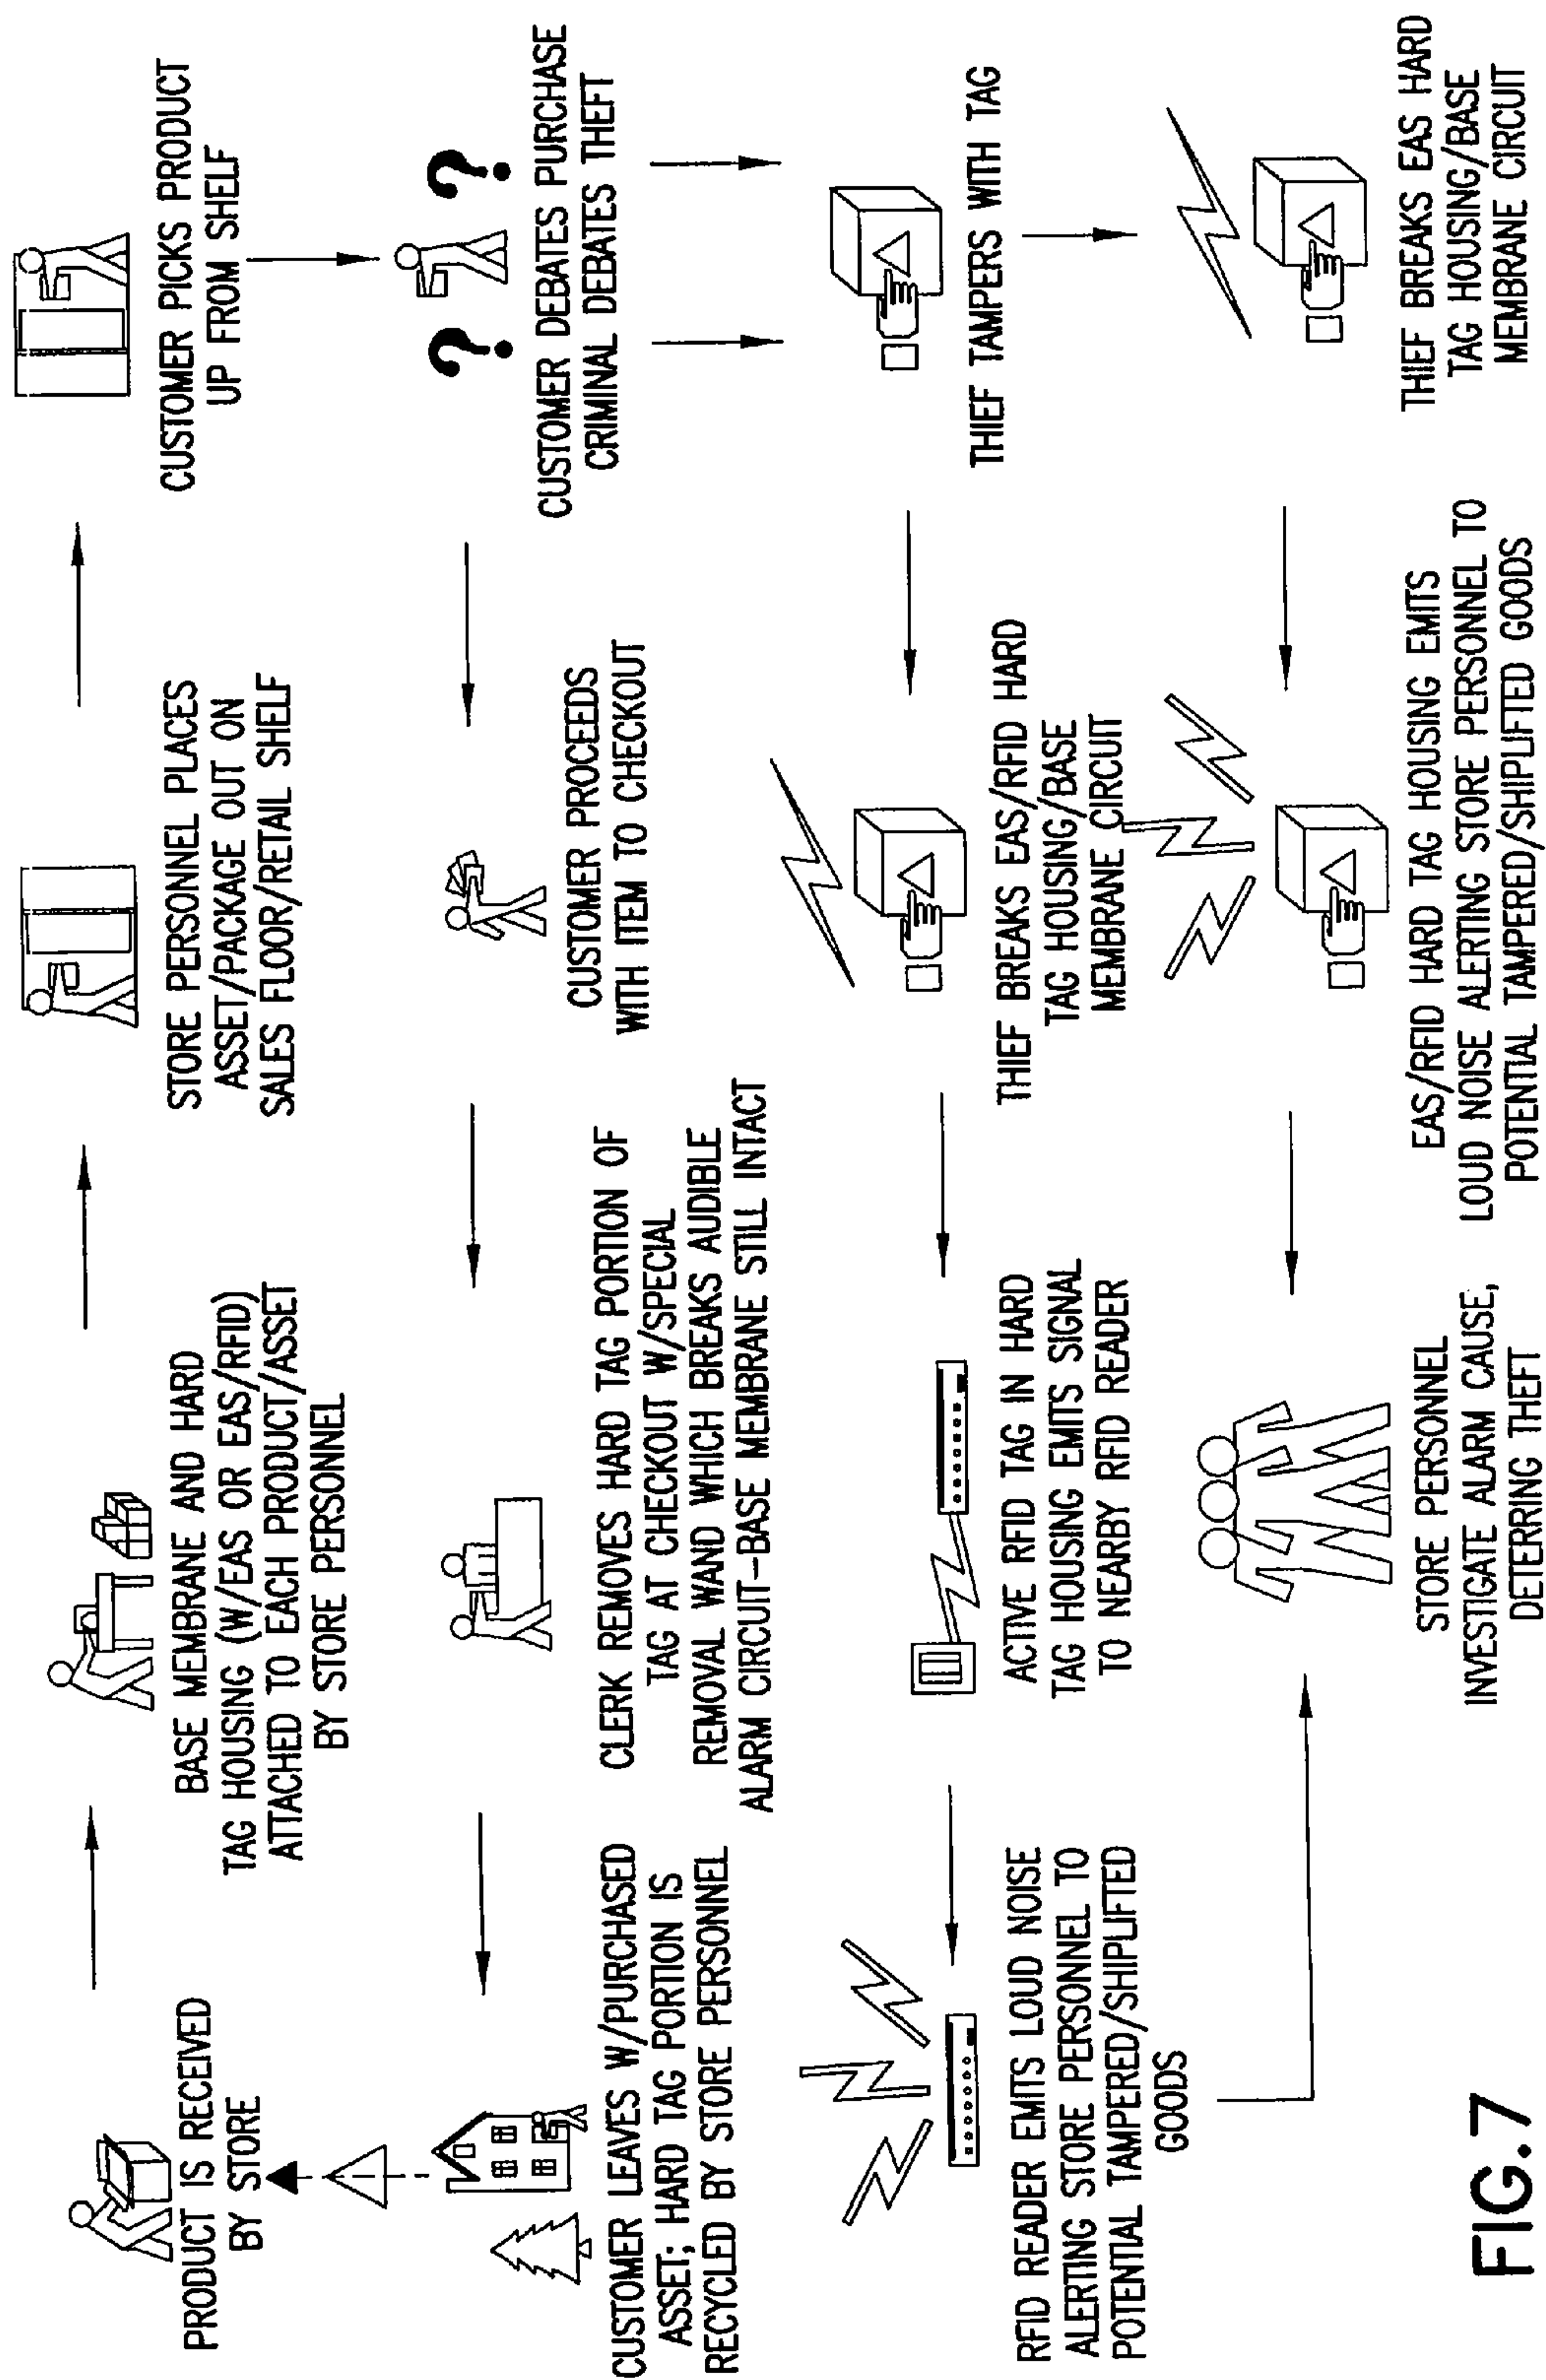 PRODUCT IS RECEIVED
BY STORE
BASE MEMBRANE AND HARD
TAG HOUSING (W/EAS OR EAS/RFID)
ATTACHED TO EACH PRODUCT/ASSET
BY STORE PERSONNEL
STORE PERSONNEL PLACES
ASSET/PACKAGE OUT ON
SALES FLOOR/RETAIL SHELF
CUSTOMER PICKS PRODUCT
UP FROM SHELF
? ?
CUSTOMER DEBATES PURCHASE
CRIMINAL DEBATES THEFT
CUSTOMER PROCEEDS
WITH ITEM TO CHECKOUT
CLERK REMOVES HARD TAG PORTION OF
TAG AT CHECKOUT W/SPECIAL
REMOVAL WAND WHICH BREAKS AUDIBLE
ALARM CIRCUIT-BASE MEMBRANE STILL INTACT
CUSTOMER LEAVES W/PURCHASED
ASSET; HARD TAG PORTION IS
RECYCLED BY STORE PERSONNEL
THIEF TAMPERS WITH TAG
THIEF BREAKS EAS/RFID HARD
TAG HOUSING/BASE
MEMBRANE CIRCUIT
ACTIVE RFID TAG IN HARD
TAG HOUSING EMITS SIGNAL
TO NEARBY RFID READER
RFID READER EMITS LOUD NOISE
ALERTING STORE PERSONNEL TO
POTENTIAL TAMPERED/SHIPLIFTED
GOODS
THIEF BREAKS EAS HARD
TAG HOUSING/BASE
MEMBRANE CIRCUIT
EAS/RFID HARD TAG HOUSING EMITS
LOUD NOISE ALERTING STORE PERSONNEL TO
POTENTIAL TAMPERED/SHIPLIFTED GOODS
STORE PERSONNEL
INVESTIGATE ALARM CAUSE,
DETERRING THEFT
FIG.7